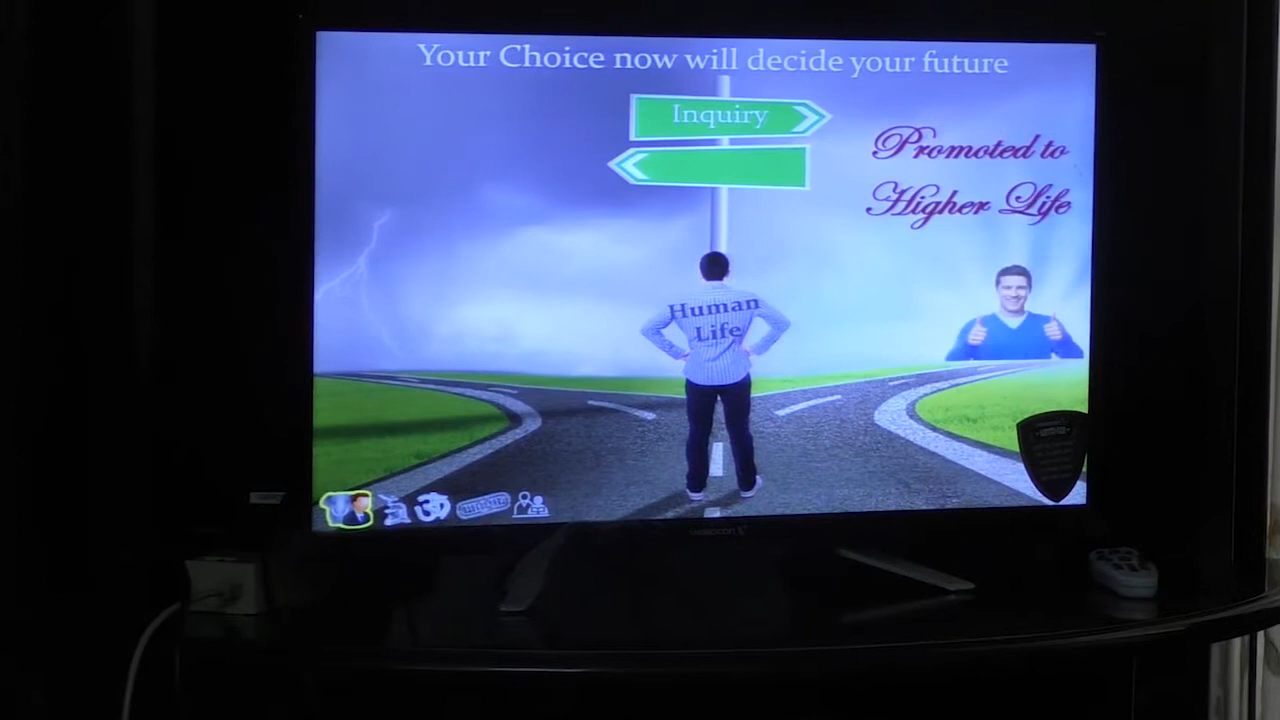 Your Choice now will decide your future
Inquiry
Promoted to
Higher Life
Human
Life
ॐ